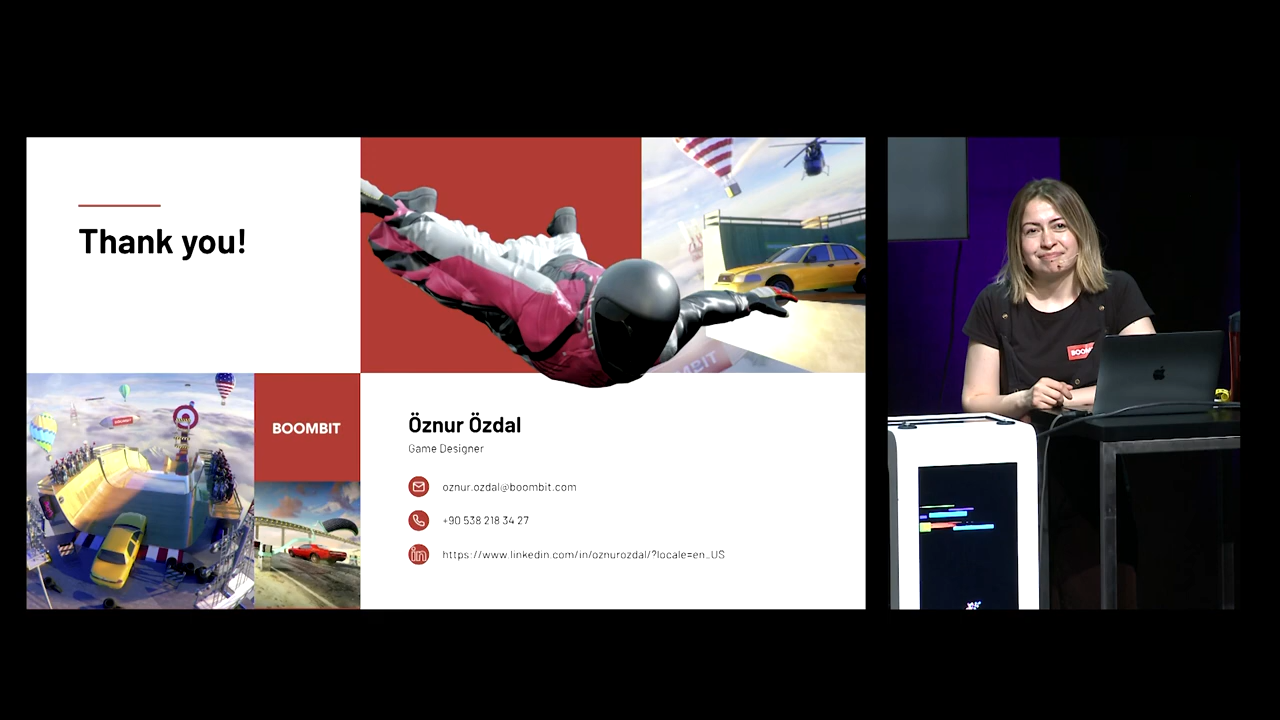 Thank you!
BOOMBIT
Öznur Özdal
Game Designer
oznur.ozdal@boombit.com
+90 538 218 34 27
https://www.linkedin.com/in/oznurozdal/?locale=en_US